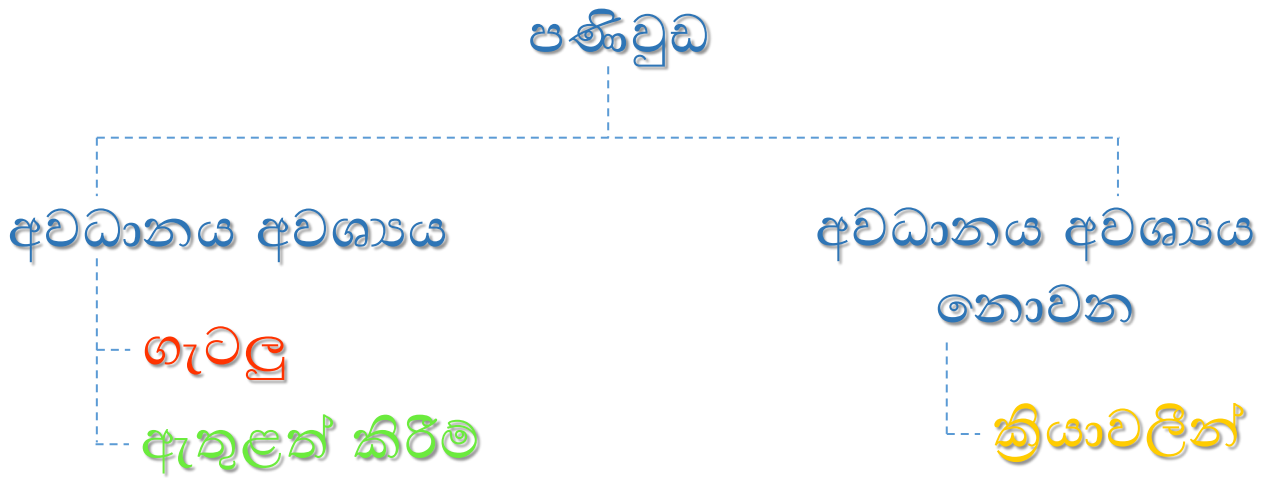 පණිවුඩ
අවධානය අවශ්‍යය
ගැටලු
ඇතුළත් කිරීම්
අවධානය අවශ්‍යය
නොවන
ක්‍රියාවලීන්